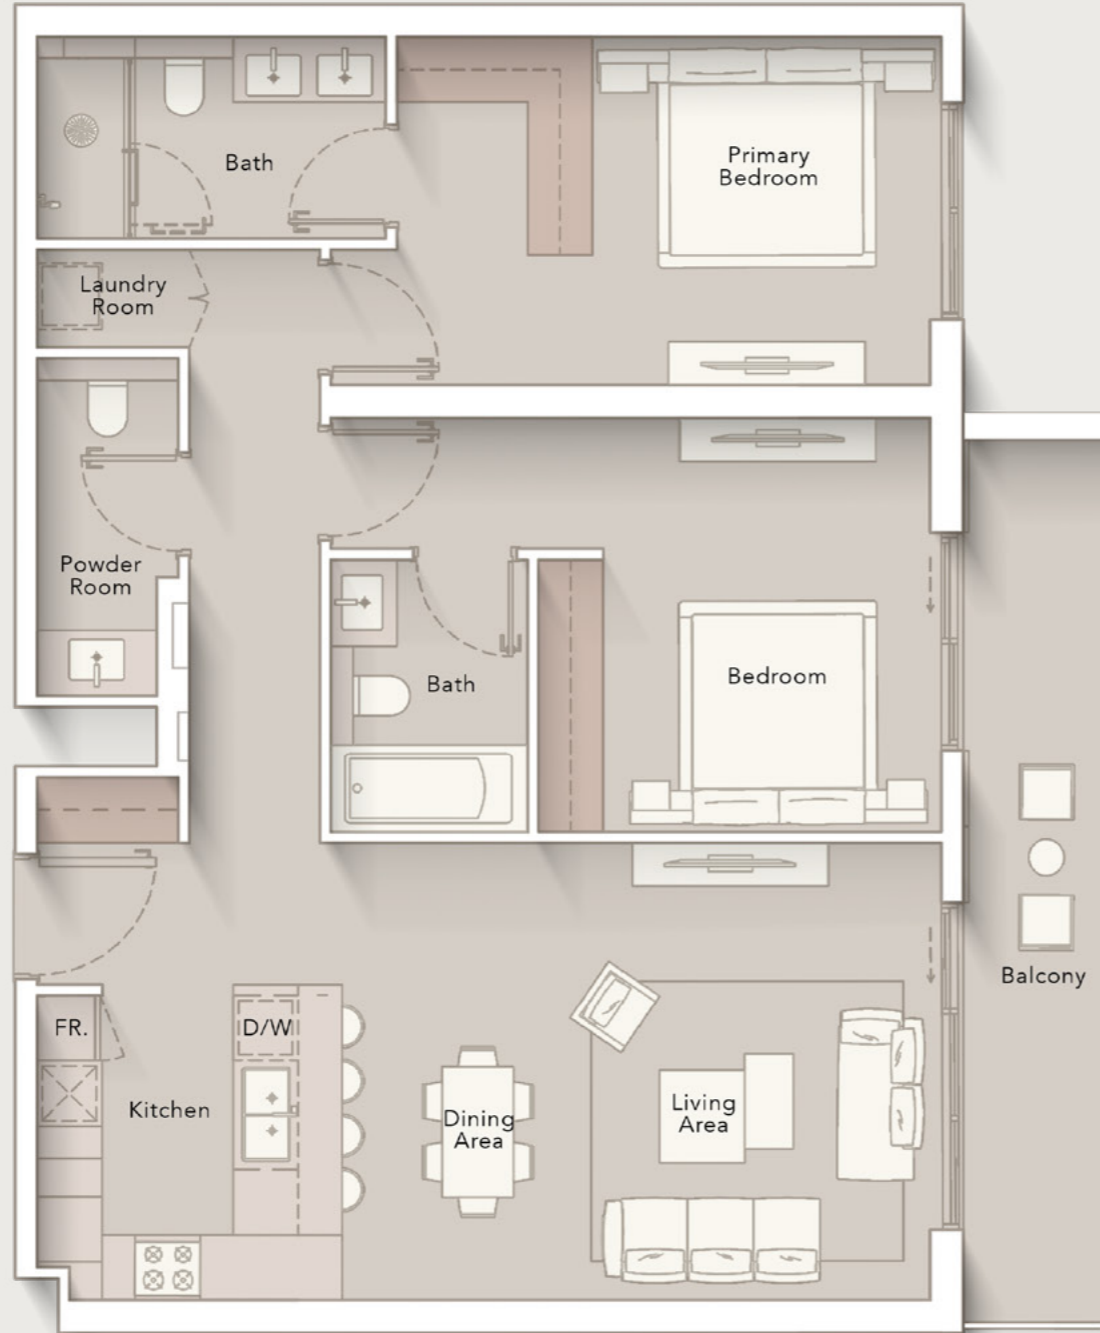 Bath
Primary
Bedroom
Laundry
Room
Powder
Room
Bath
Bedroom
Balcony
FR.
D/W
Kitchen
Dining
Area
Living
Area